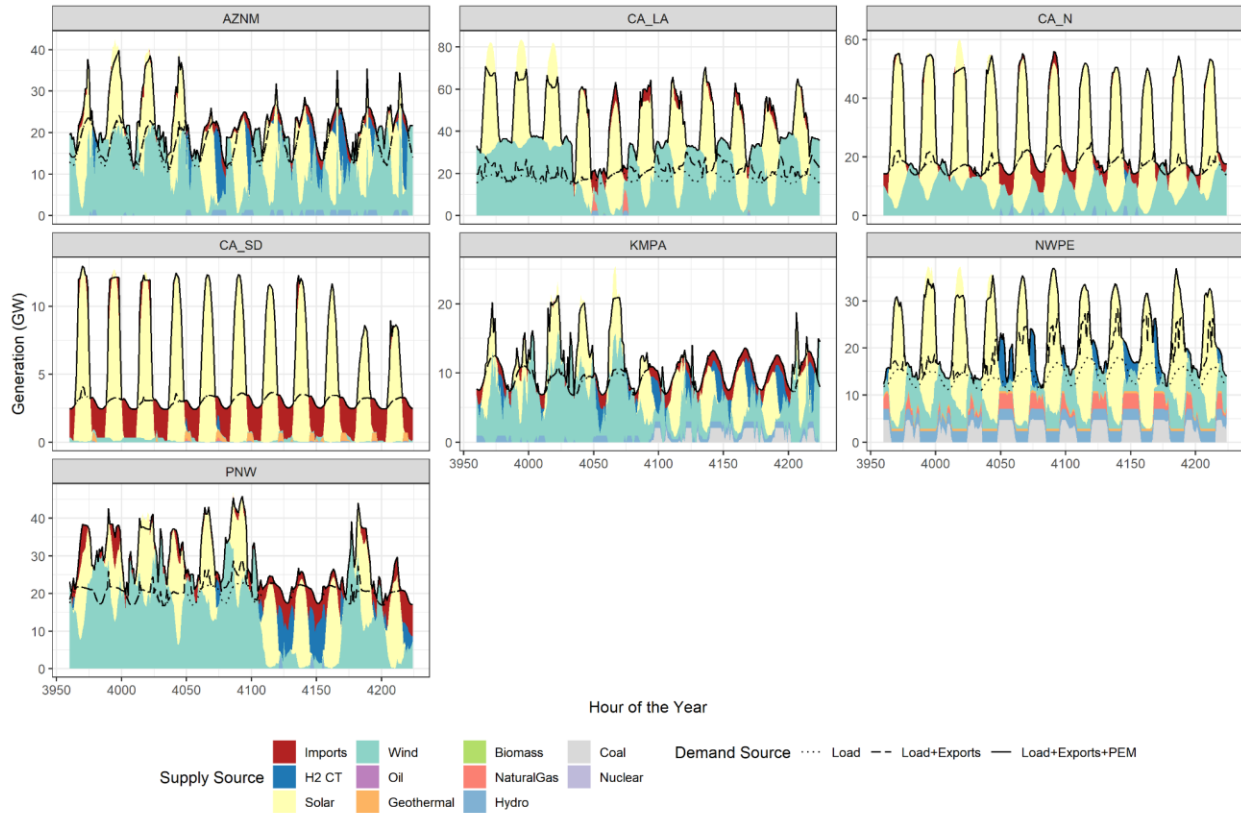 AZNM
CA_LA
CA_N
40
30
20
10
0
80
60
40
20
0
60
40
20
0
CA_SD
KMPA
NWPE
Generation (GW)
10
5
0
20
10
0
30
20
10
0
3950 4000 4050 4100 4150 4200
3950 4000 4050 4100 4150 4200
PNW
40
30
20
10
0
3950 4000 4050 4100 4150 4200
Hour of the Year
Supply Source
Imports Wind Biomass Coal
H2 CT Oil NaturalGas Nuclear
Solar Geothermal Hydro
Demand Source Load Load+Exports Load+Exports+PEM